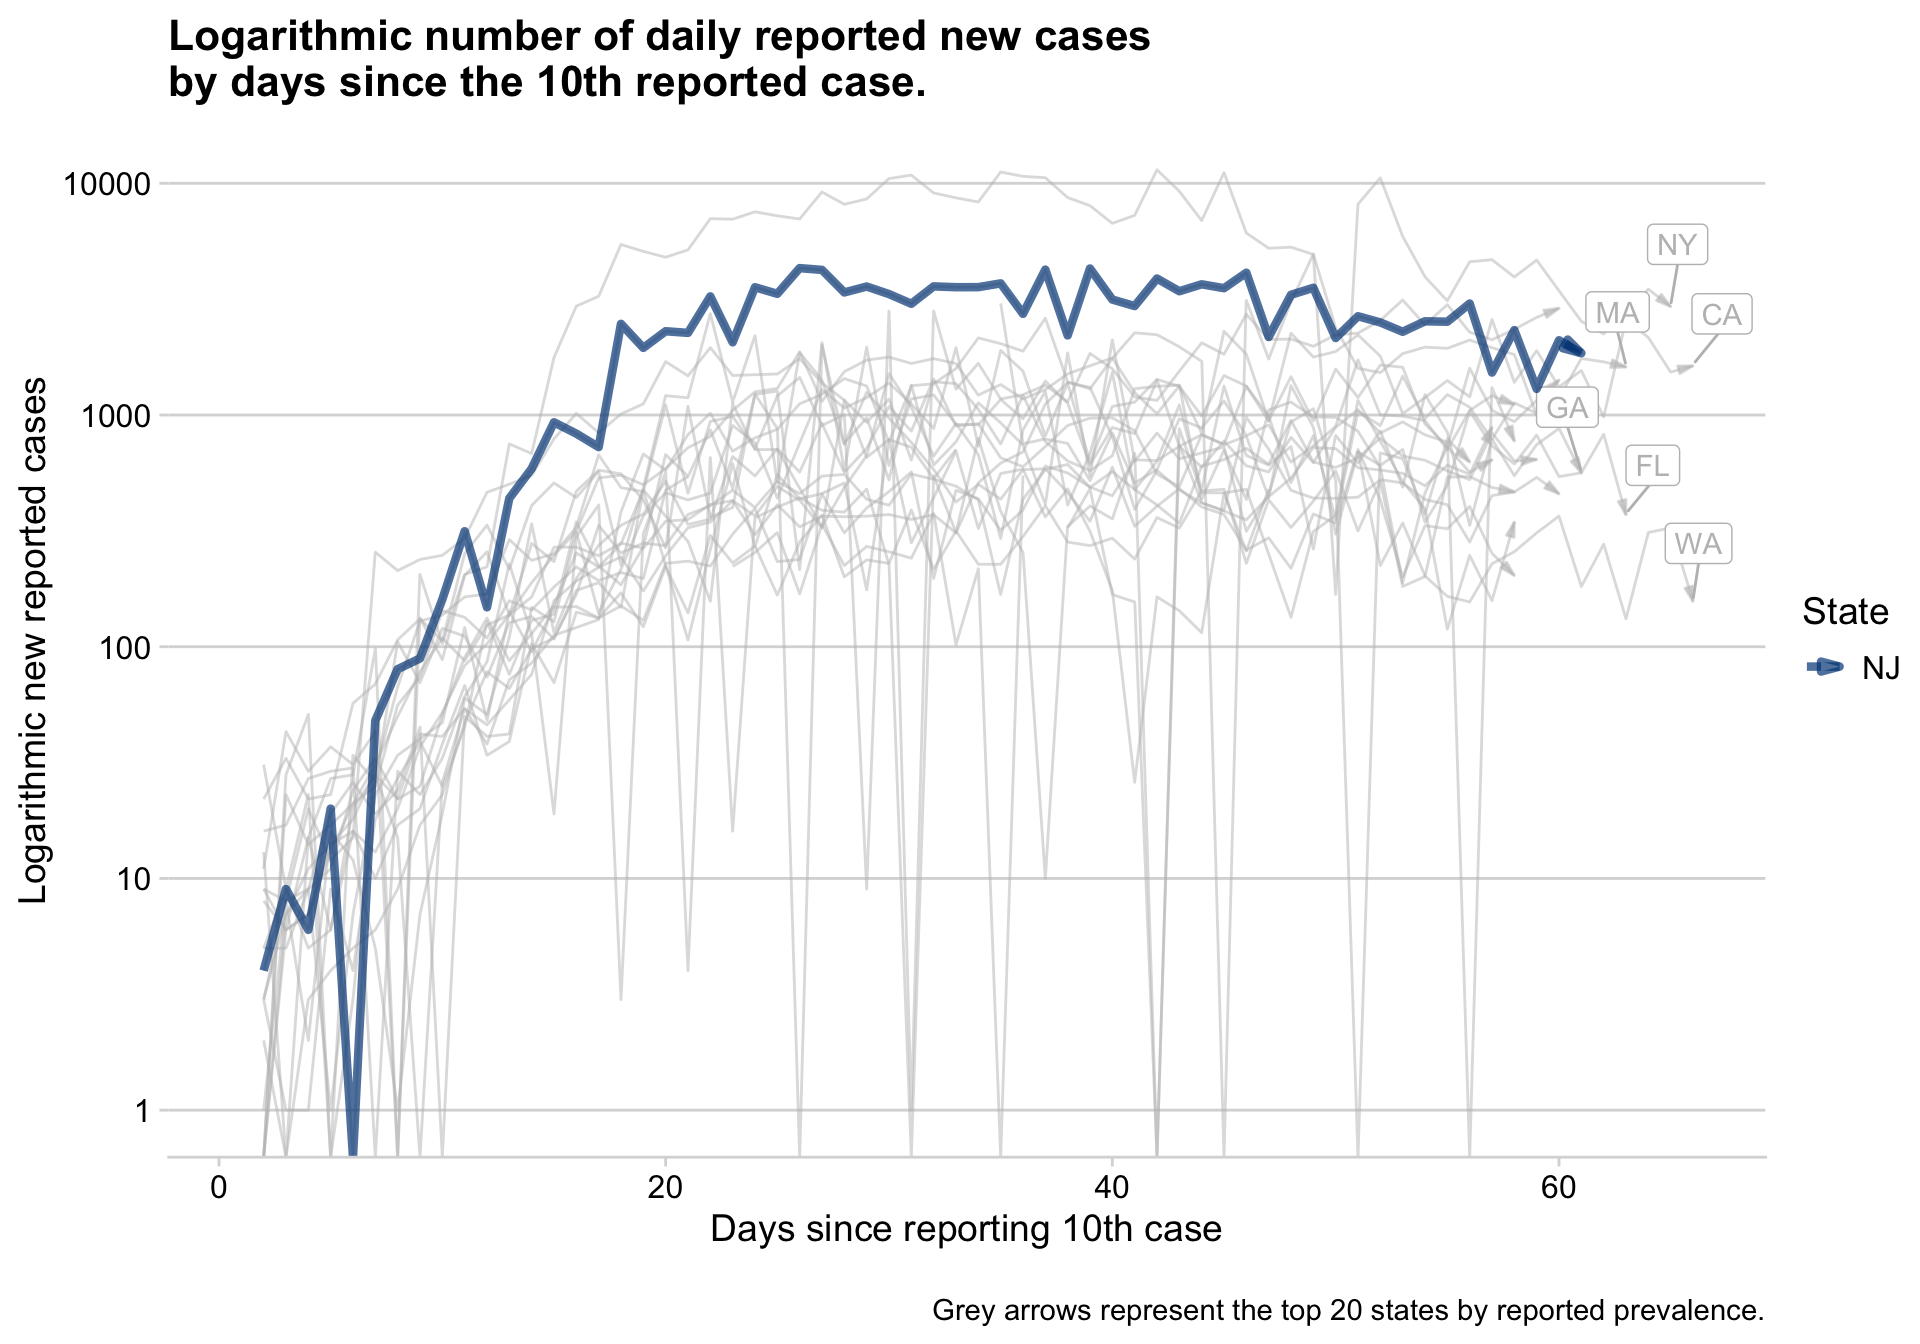 Logarithmic number of daily reported new cases
by days since the 10th reported case.
Logarithmic new reported cases
10000
1000
100
10
1
NY
MA
CA
GA
FL
WA
State
NJ
0
20
40
60
Days since reporting 10th case
Grey arrows represent the top 20 states by reported prevalence.